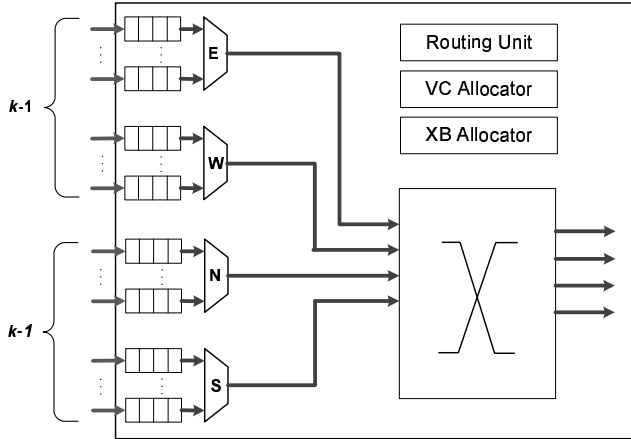 Routing Unit
E
VC Allocator
k-1
XB Allocator
W
N
k-1
S